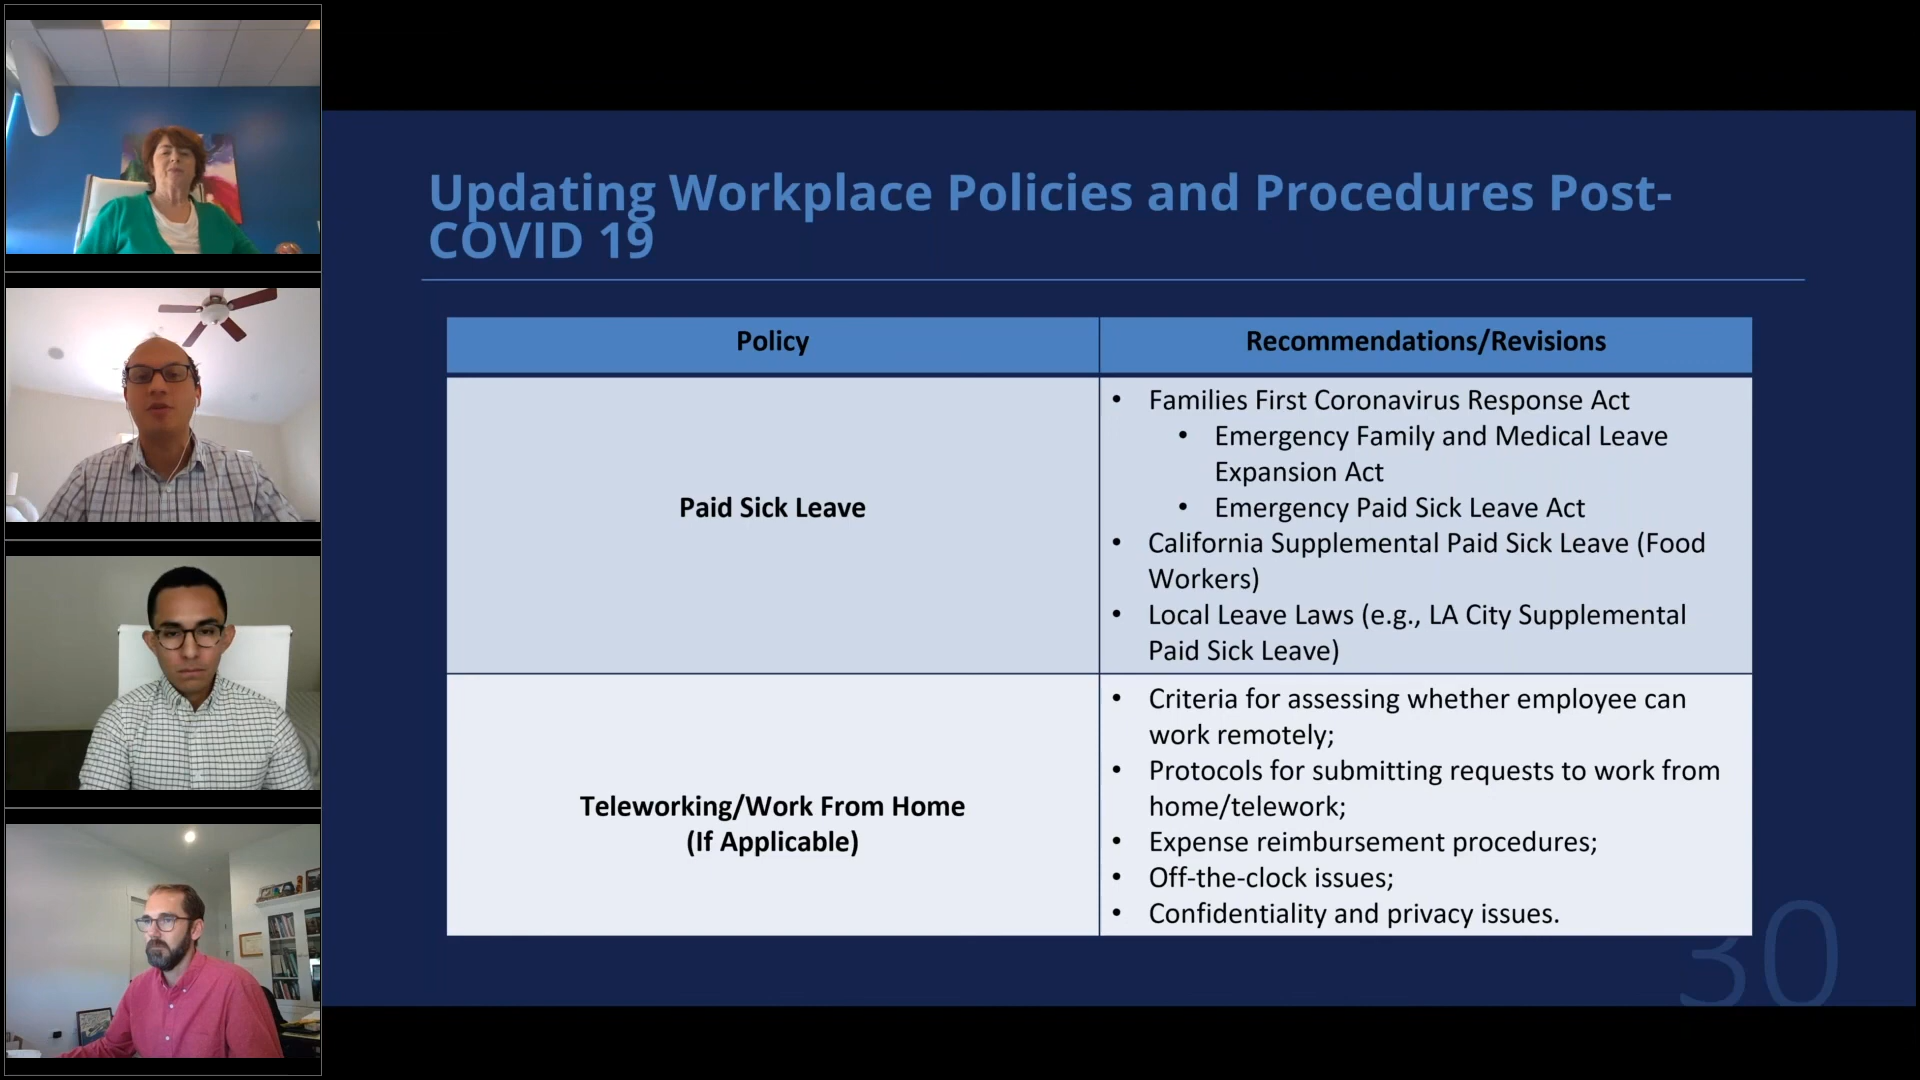 Updating Workplace Policies and Procedures Post-
COVID 19
Policy
Recommendations/Revisions
Paid Sick Leave
• Families First Coronavirus Response Act
• Emergency Family and Medical Leave
Expansion Act
• Emergency Paid Sick Leave Act
• California Supplemental Paid Sick Leave (Food
Workers)
• Local Leave Laws (e.g., LA City Supplemental
Paid Sick Leave)
Teleworking/Work From Home
(If Applicable)
• Criteria for assessing whether employee can
work remotely;
• Protocols for submitting requests to work from
home/telework;
• Expense reimbursement procedures;
• Off-the-clock issues;
• Confidentiality and privacy issues.
30